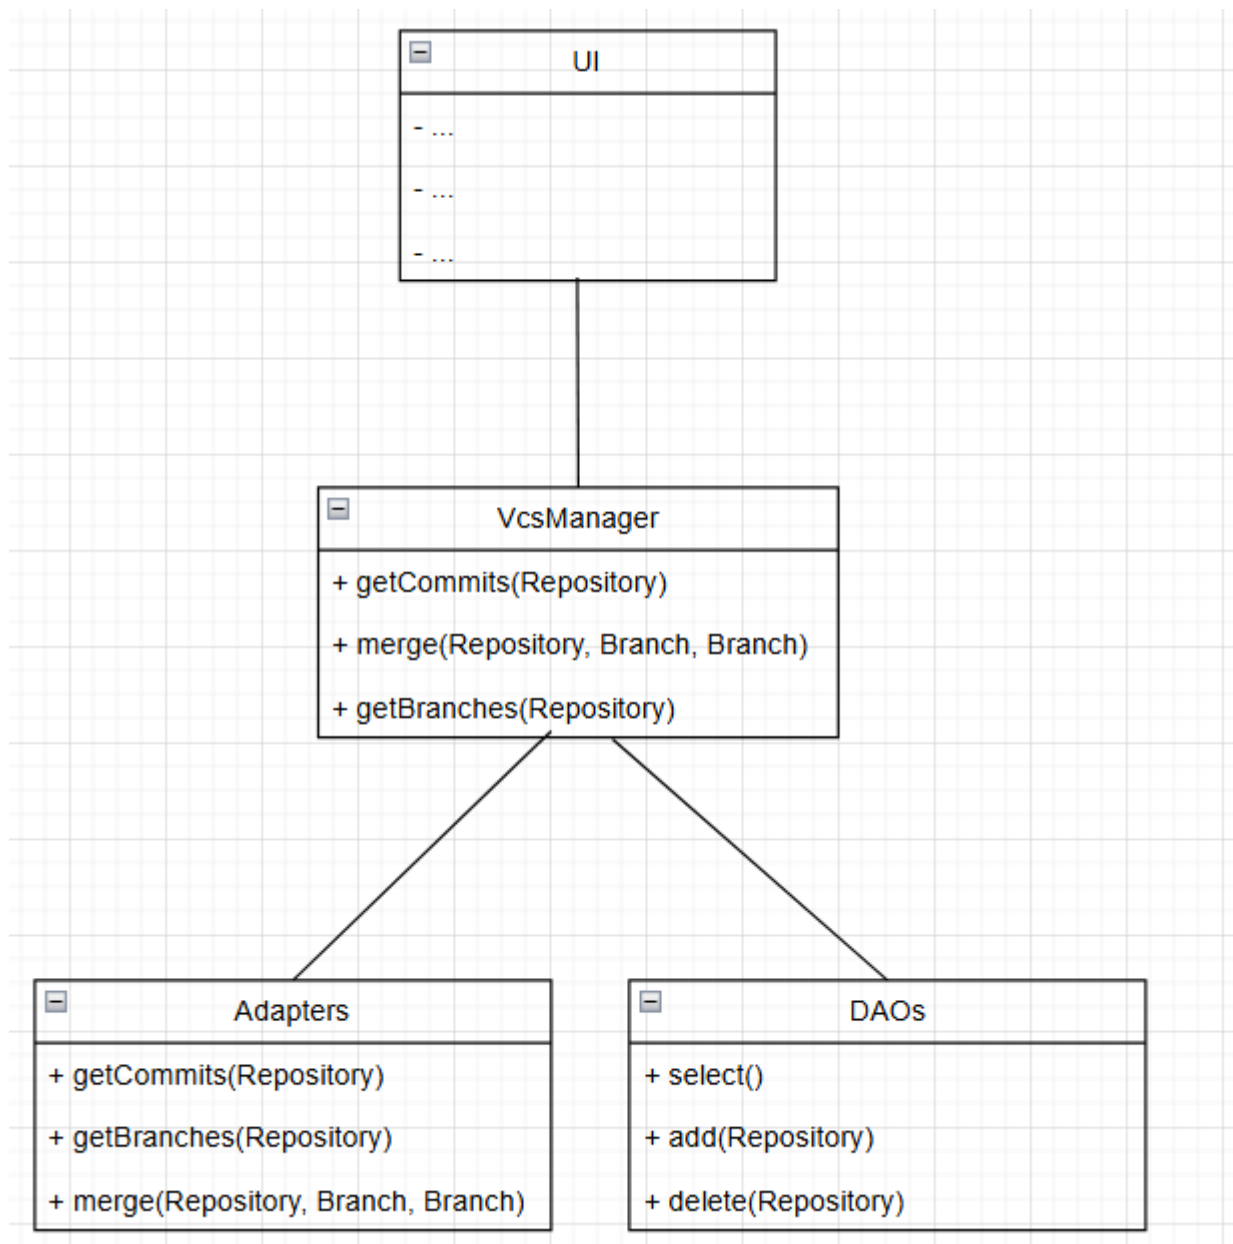 UI
- ...
- ...
- ...
VcsManager
+ getCommits(Repository)
+ merge(Repository, Branch, Branch)
+ getBranches(Repository)
Adapters
+ getCommits(Repository)
+ getBranches(Repository)
+ merge(Repository, Branch, Branch)
DAOs
+ select()
+ add(Repository)
+ delete(Repository)